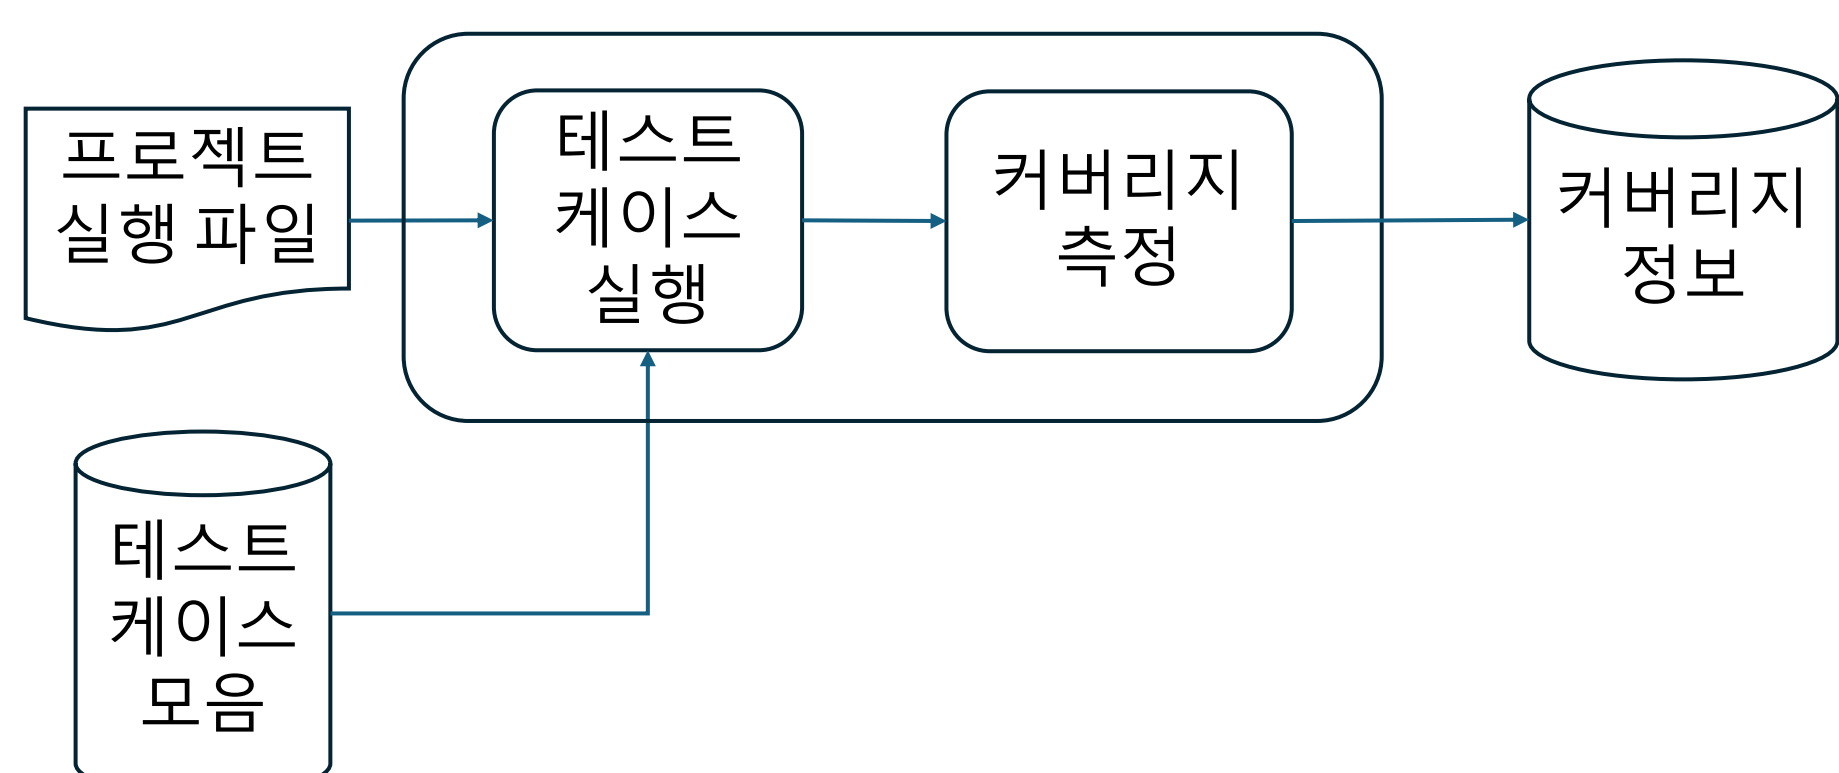 프로젝트
실행 파일
테스트
케이스
실행
커버리지
측정
커버리지
정보
테스트
케이스
모음